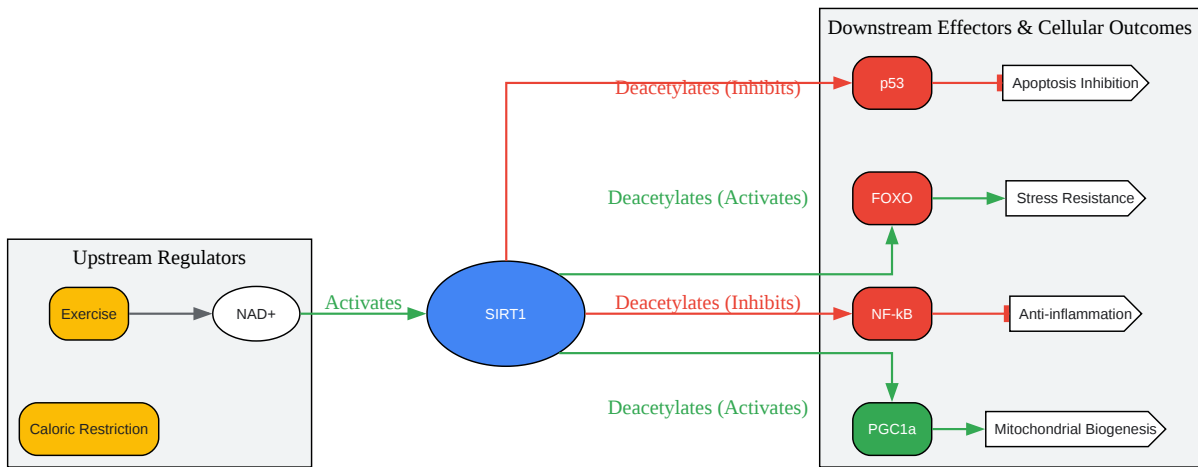 Downstream Effectors & Cellular Outcomes
p53
Apoptosis Inhibition
Deacetylates (Inhibits)
Deacetylates (Activates)
FOXO
Stress Resistance
Upstream Regulators
Exercise
NAD+
Activates
SIRT1
Deacetylates (Inhibits)
NF-kB
Anti-inflammation
Caloric Restriction
Deacetylates (Activates)
PGC1a
Mitochondrial Biogenesis